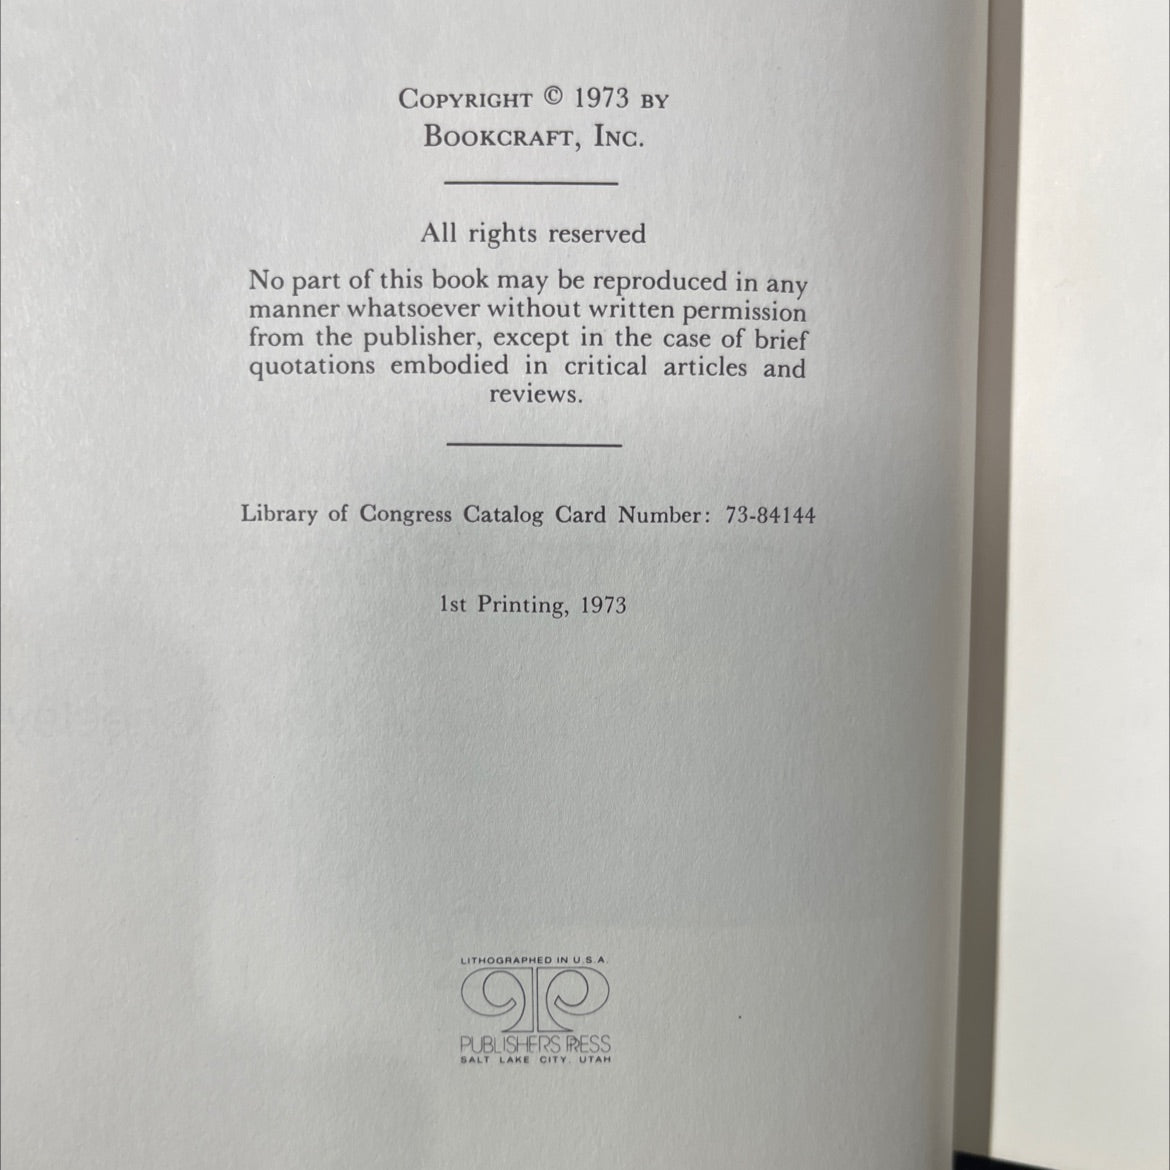 COPYRIGHT © 1973 BY
BOOKCRAFT, INC.
All rights reserved
No part of this book may be reproduced in any
manner whatsoever without written permission
from the publisher, except in the case of brief
quotations embodied in critical articles and
reviews.
Library of Congress Catalog Card Number: 73-84144
1st Printing, 1973
LITHOGRAPHED IN U.S.A.
PUBLISHERS PRESS
SALT LAKE CITY, UTAH